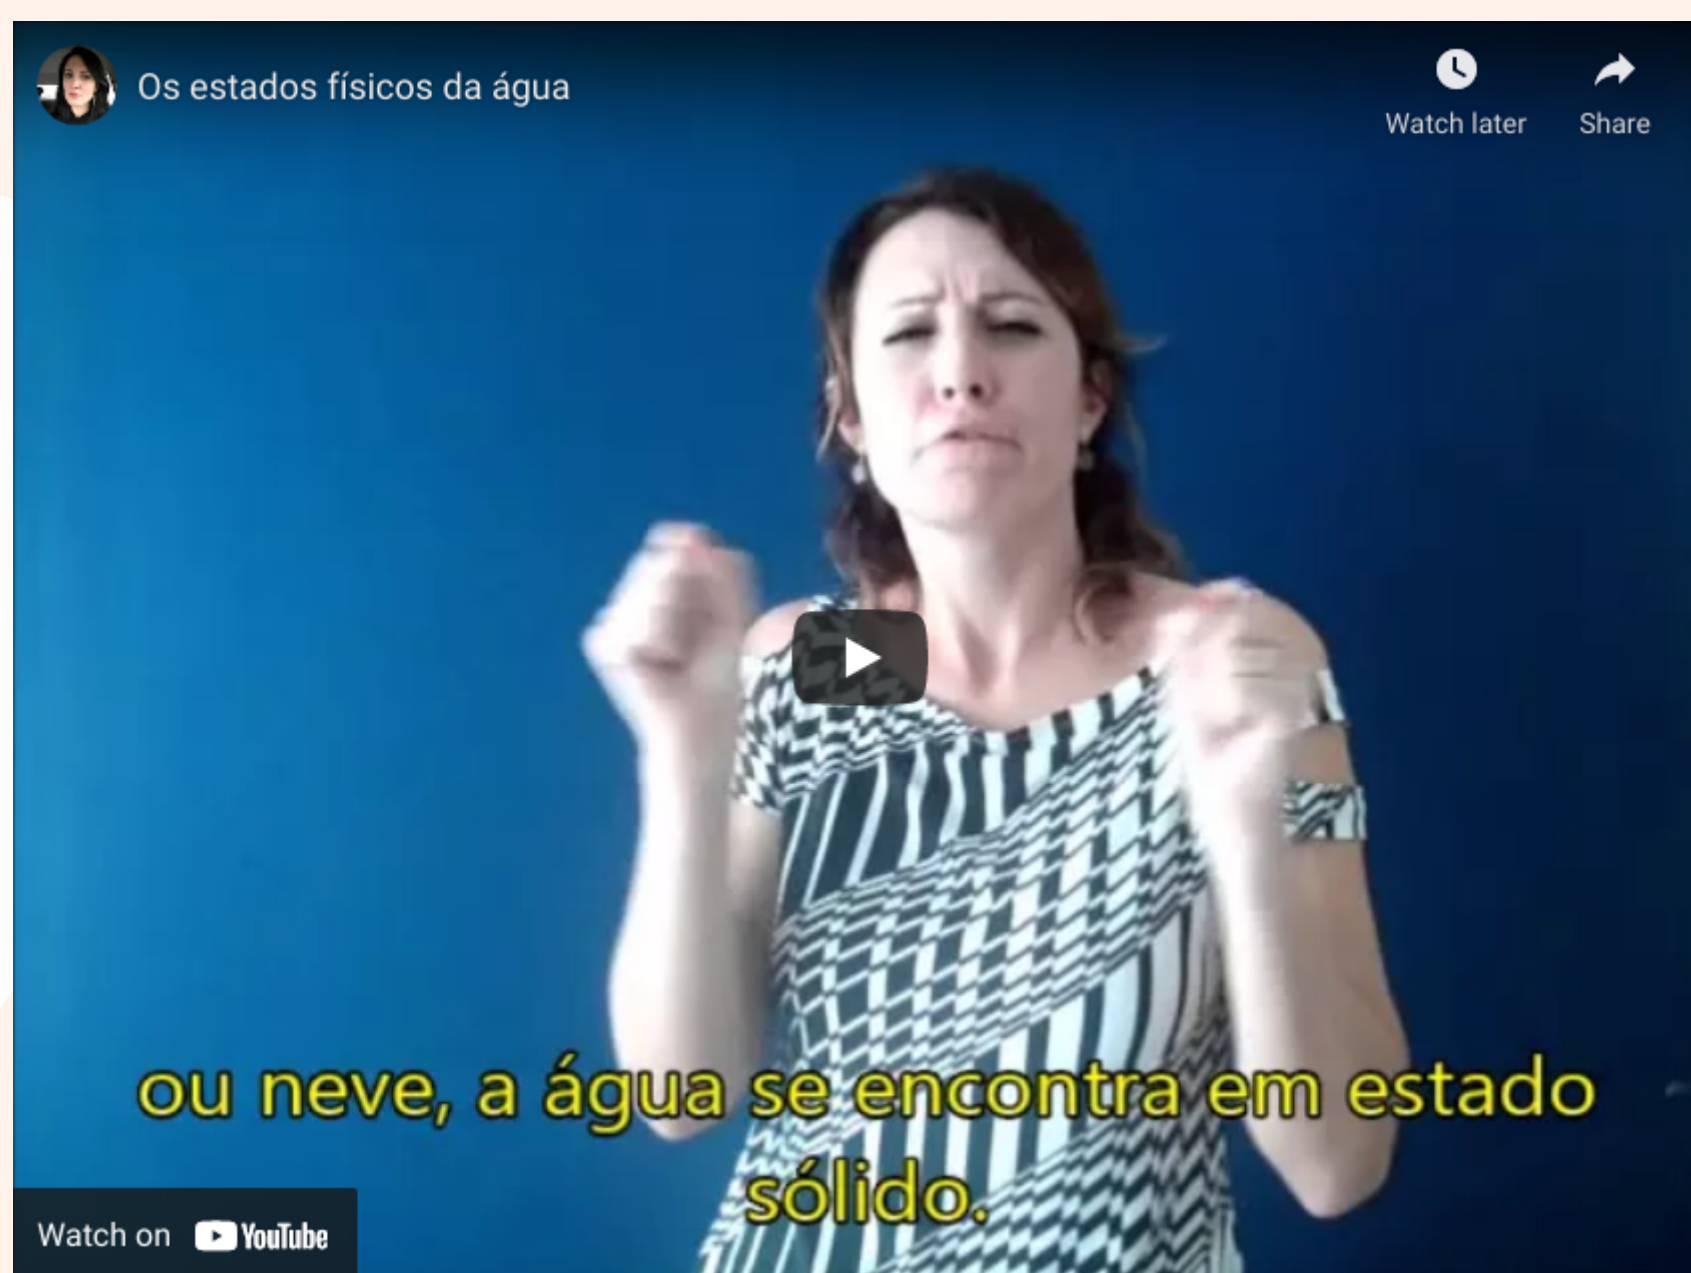 Os estados físicos da água
Watch later
Share
ou neve, a água se encontra em estado
sólido.
Watch on YouTube